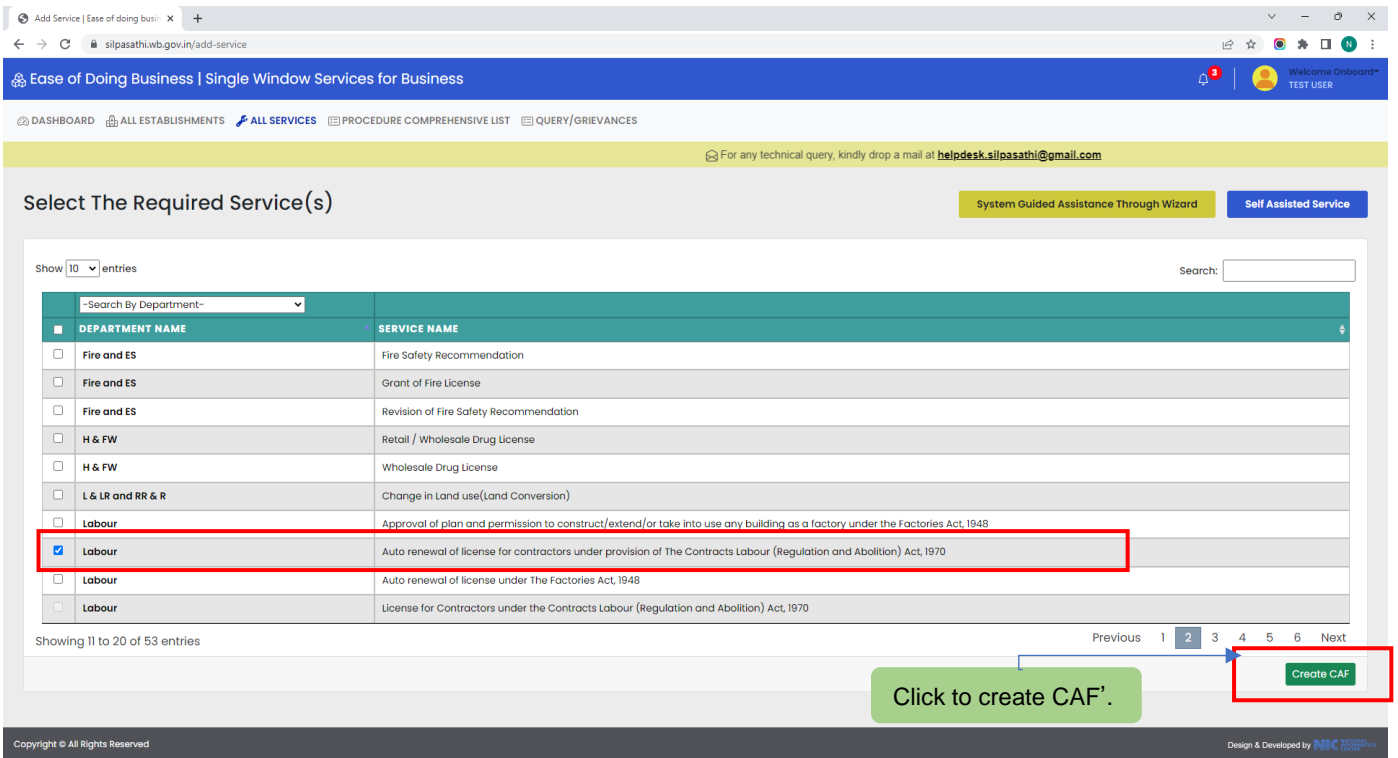 Add Service | Ease of doing busin
silpasathi.wb.gov.in/add-service
N
Ease of Doing Business | Single Window Services for Business
3
Welcome Onboard
TEST USER
DASHBOARD ALL ESTABLISHMENTS ALL SERVICES PROCEDURE COMPREHENSIVE LIST QUERY/GRIEVANCES
For any technical query, kindly drop a mail at helpdesk.silpasathi@gmail.com
Select The Required Service(s)
System Guided Assistance Through Wizard
Self Assisted Service
Show 10 entries
Search:
-Search By Department-
DEPARTMENT NAME SERVICE NAME
Fire and ES Fire Safety Recommendation
Fire and ES Grant of Fire License
Fire and ES Revision of Fire Safety Recommendation
H & FW Retail / Wholesale Drug License
H & FW Wholesale Drug License
L & LR and RR & R Change in Land use(Land Conversion)
Labour Approval of plan and permission to construct/extend/or take into use any building as a factory under the Factories Act, 1948
Labour Auto renewal of license for contractors under provision of The Contracts Labour (Regulation and Abolition) Act, 1970
Labour Auto renewal of license under The Factories Act, 1948
Labour License for Contractors under the Contracts Labour (Regulation and Abolition) Act, 1970
Showing 11 to 20 of 53 entries
Previous 1 2 3 4 5 6 Next
Create CAF
Click to create CAF’.
Copyright © All Rights Reserved
Design & Developed by NIC NATIONAL INFORMATICS CENTRE